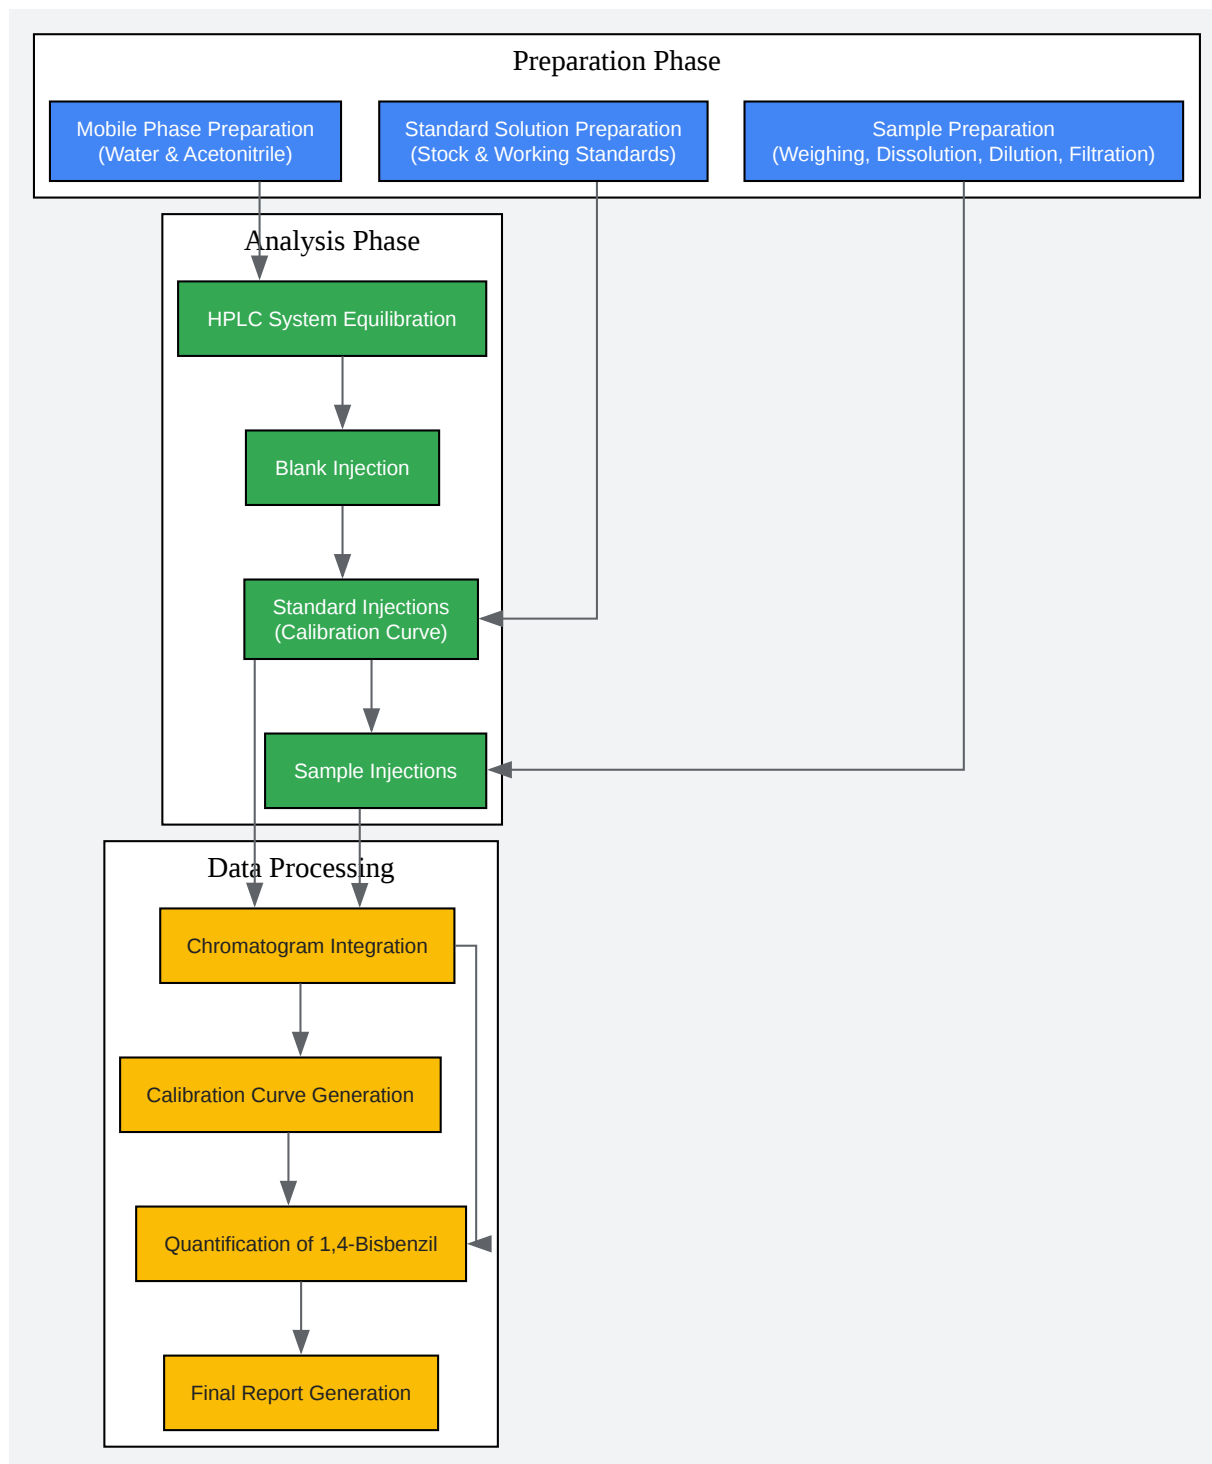 Preparation Phase
Mobile Phase Preparation
(Water & Acetonitrile)
Standard Solution Preparation
(Stock & Working Standards)
Sample Preparation
(Weighing, Dissolution, Dilution, Filtration)
Analysis Phase
HPLC System Equilibration
Blank Injection
Standard Injections
(Calibration Curve)
Sample Injections
Data Processing
Chromatogram Integration
Calibration Curve Generation
Quantification of 1,4-Bisbenzil
Final Report Generation